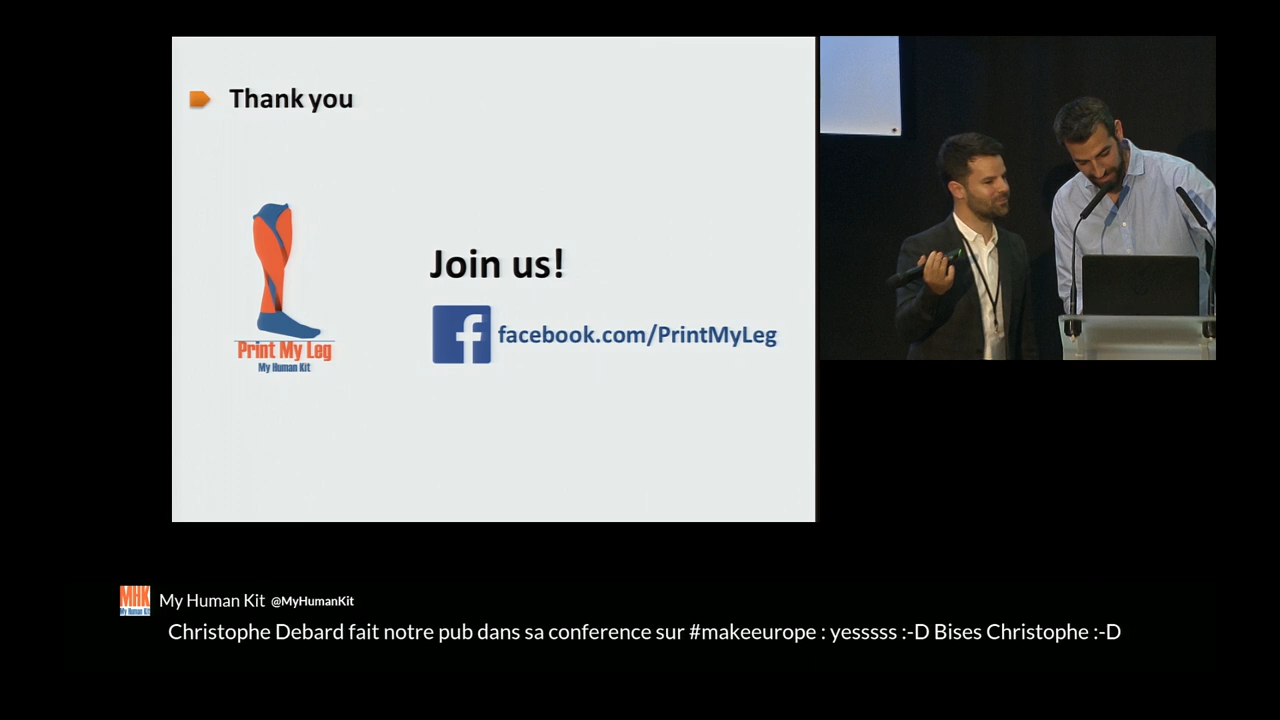 Thank you
Join us!
facebook.com/PrintMyLeg
Print My Leg
My Human Kit
MHK
My Human Kit
My Human Kit @MyHumanKit
Christophe Debard fait notre pub dans sa conference sur #makeeurope : yesssss :-D Bises Christophe :-D